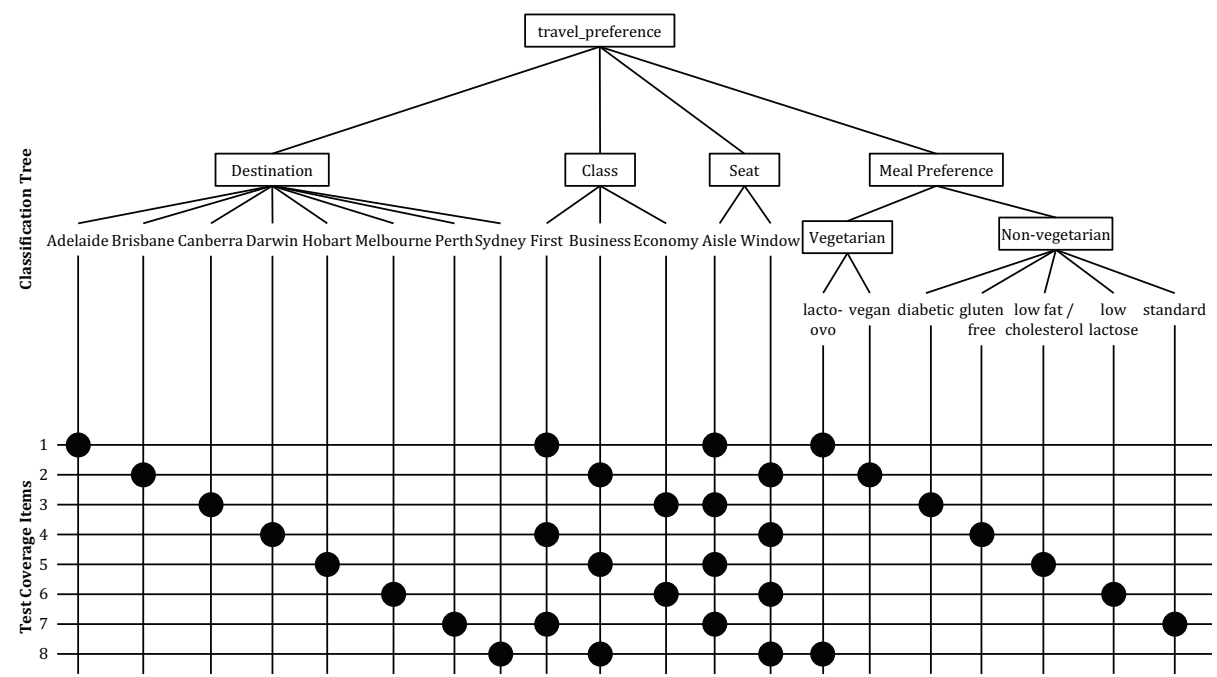 travel_preference
Classification Tree
Destination
Class
Seat
Meal Preference
Adelaide Brisbane Canberra Darwin Hobart Melbourne Perth Sydney First Business Economy Aisle Window
Vegetarian
Non-vegetarian
lacto- vegan diabetic gluten low fat / low standard
ovo free cholesterol lactose
Test Coverage Items
1
2
3
4
5
6
7
8